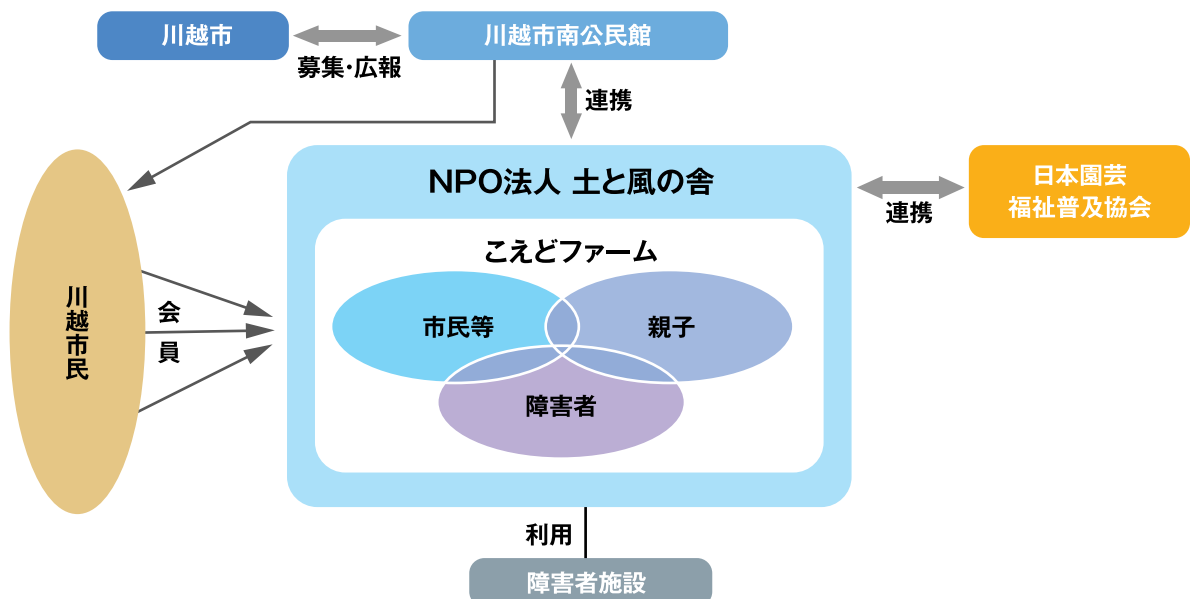 川越市
川越市南公民館
募集・広報
連携
NPO法人 土と風の舎
日本園芸
福祉普及協会
連携
こえどファーム
川越市民
会員
市民等
親子
障害者
利用
障害者施設